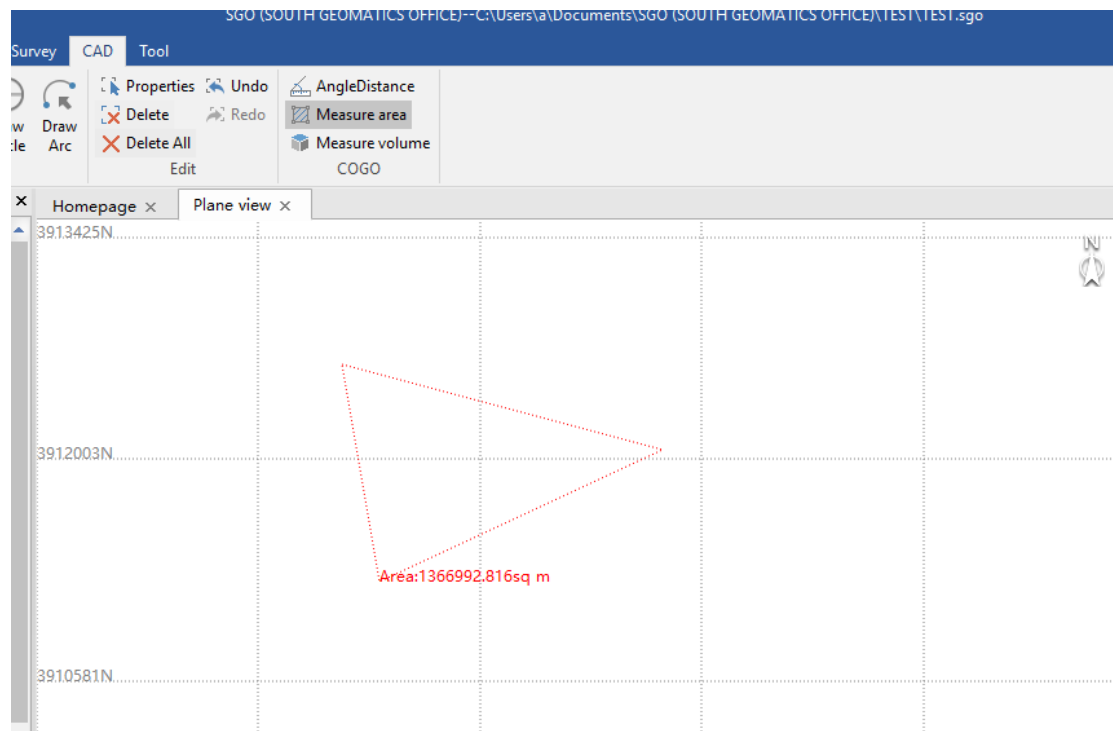 SGO (SOUTH GEOMATICS OFFICE)--C:\Users\a\Documents\SGO (SOUTH GEOMATICS OFFICE)\TEST\TEST.sgo
Survey CAD Tool
Properties Undo AngleDistance
Draw Delete Redo Measure area
Arc Delete All Measure volume
Edit COGO
Homepage Plane view
3913425N
N
3912003N
Area:1366992.816sq m
3910581N